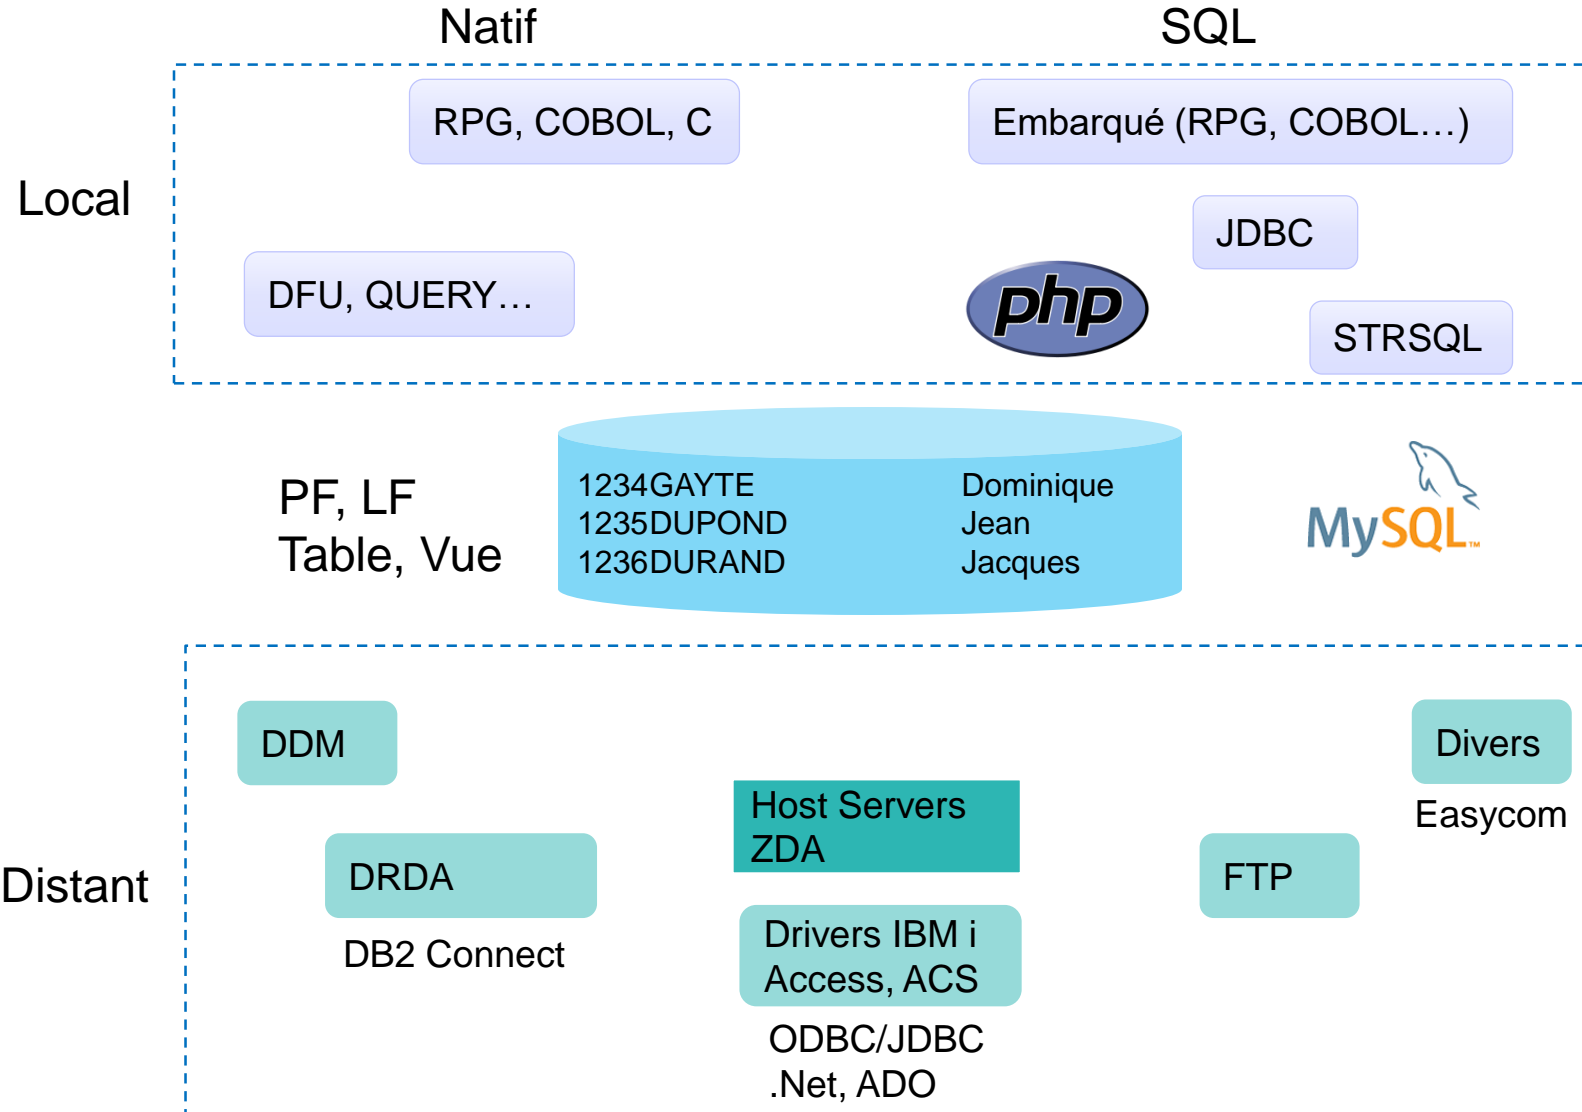 Natif
SQL
RPG, COBOL, C
Embarqué (RPG, COBOL…)
Local
JDBC
DFU, QUERY…
php
STRSQL
PF, LF
Table, Vue
1234GAYTE Dominique
1235DUPOND Jean
1236DURAND Jacques
MySQL™
DDM
Divers
Easycom
Host Servers
ZDA
Distant
DRDA
FTP
DB2 Connect
Drivers IBM i
Access, ACS
ODBC/JDBC
.Net, ADO